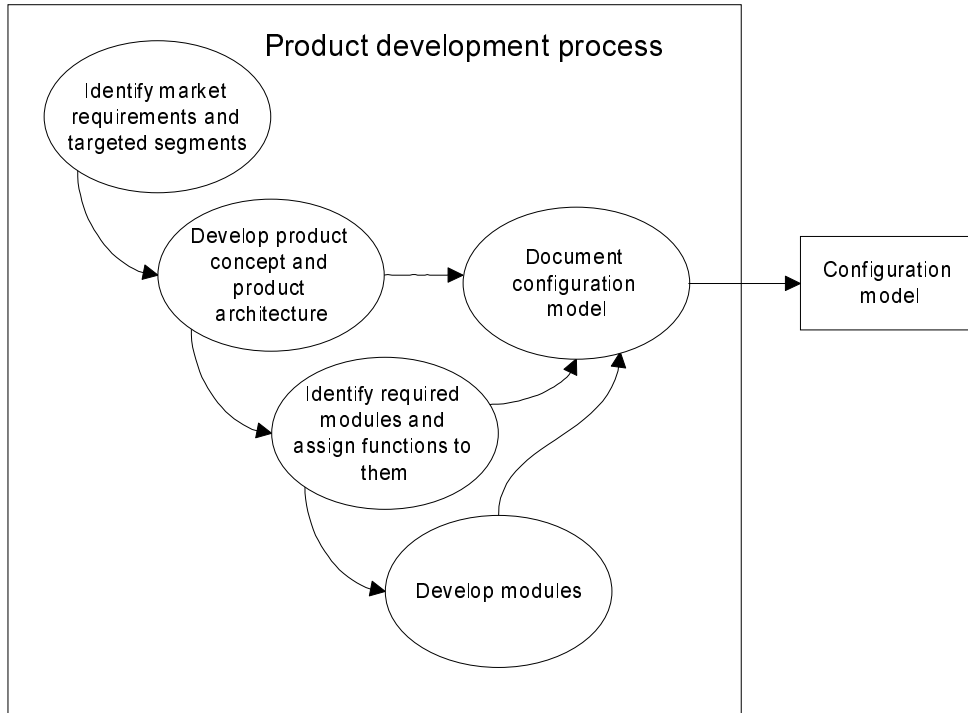 Product development process
Identify market
requirements and
targeted segments
Develop product
concept and
product
architecture
Document
configuration
model
Configuration
model
Identify required
modules and
assign functions to
them
Develop modules